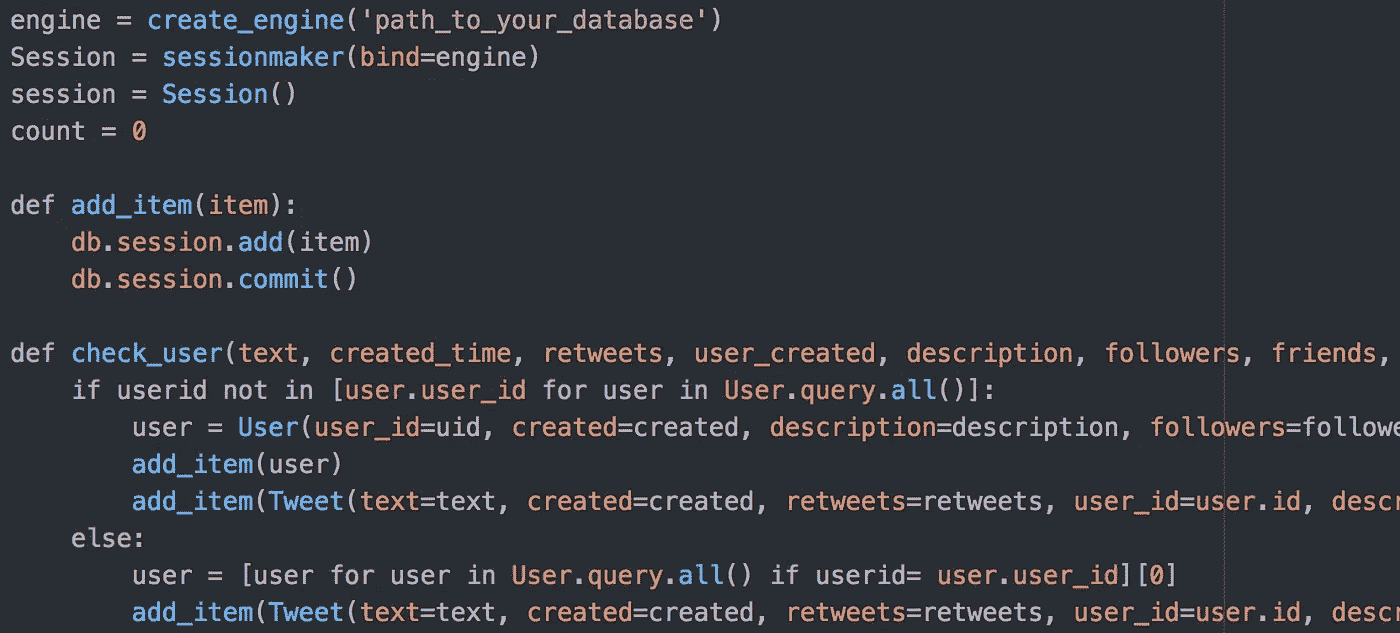 engine = create_engine('path_to_your_database')
Session = sessionmaker(bind=engine)
session = Session()
count = 0

def add_item(item):
    db.session.add(item)
    db.session.commit()

def check_user(text, created_time, retweets, user_created, description, followers, friends,
    if userid not in [user.user_id for user in User.query.all()]:
        user = User(user_id=uid, created=created, description=description, followers=followe
        add_item(user)
        add_item(Tweet(text=text, created=created, retweets=retweets, user_id=user.id, descr
    else:
        user = [user for user in User.query.all() if userid= user.user_id][0]
        add_item(Tweet(text=text, created=created, retweets=retweets, user_id=user.id, descr